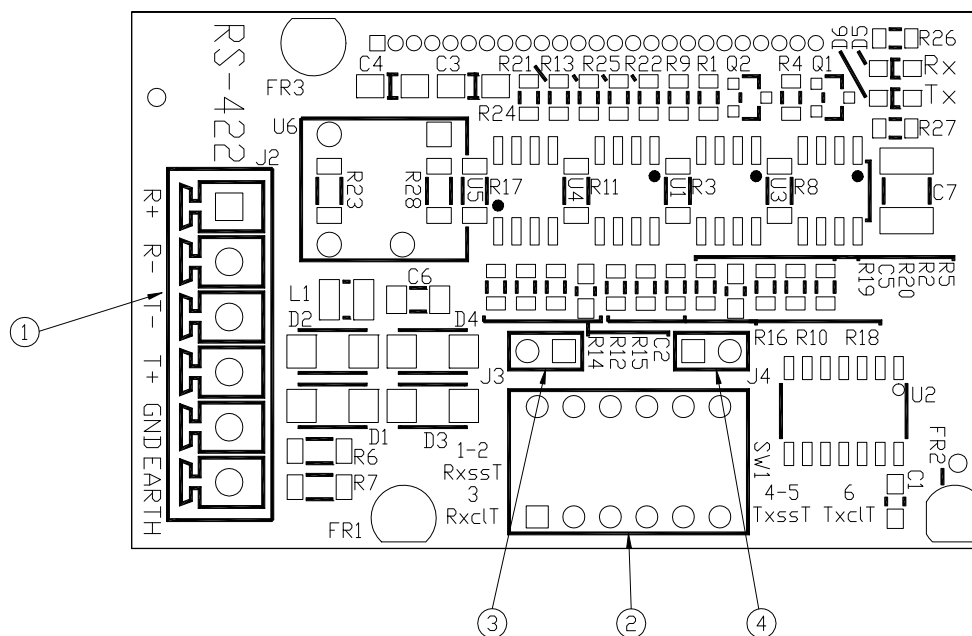 RS-422
FR3
C4
C3
R21
R13
R25
R22
R9
R1
Q2
R4
Q1
D6
D5
R26
Rx
Tx
R27
R24
U6
J2
R23
R28
U5
R17
U4
R11
U1
R3
U3
R8
C7
R+
R-
T-
T+
GND
EARTH
L1
C6
R19
C5
R20
R2
R5
D2
D4
J3
R14
R12
R15
C2
R16
R10
R18
J4
U2
D1
D3
R6
R7
1-2
RxssT
3
RxclT
SW1
4-5
TxssT
6
TxclT
FR2
C1
FR1
1
3
2
4